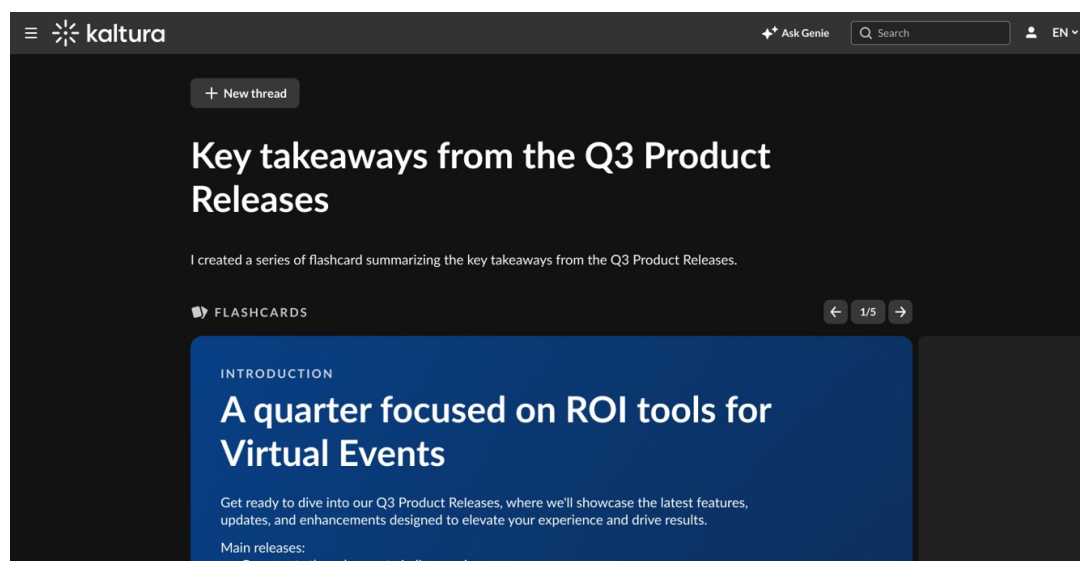 kaltura
Ask Genie
Search
EN
New thread
Key takeaways from the Q3 Product
Releases
I created a series of flashcard summarizing the key takeaways from the Q3 Product Releases.
FLASHCARDS
1/5
INTRODUCTION
A quarter focused on ROI tools for
Virtual Events
Get ready to dive into our Q3 Product Releases, where we'll showcase the latest features,
updates, and enhancements designed to elevate your experience and drive results.
Main releases: